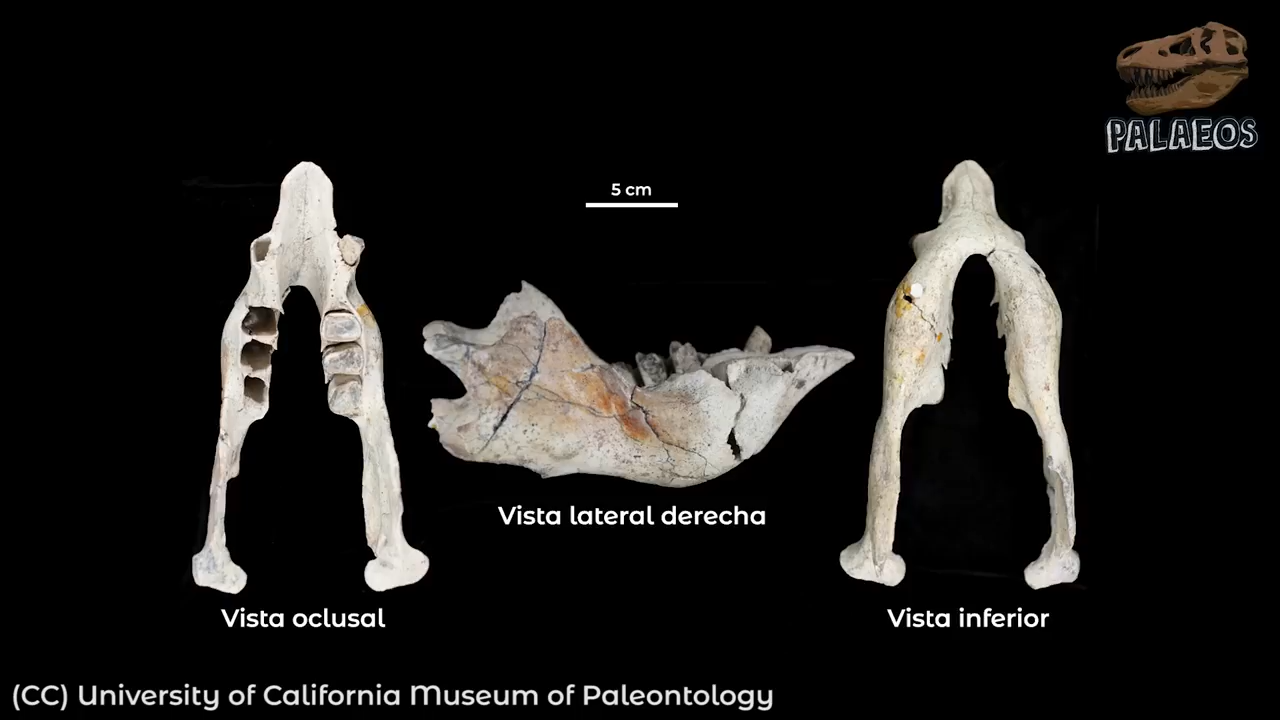 PALAEOS
5 cm
Vista lateral derecha
Vista oclusal
Vista inferior
(CC) University of California Museum of Paleontology